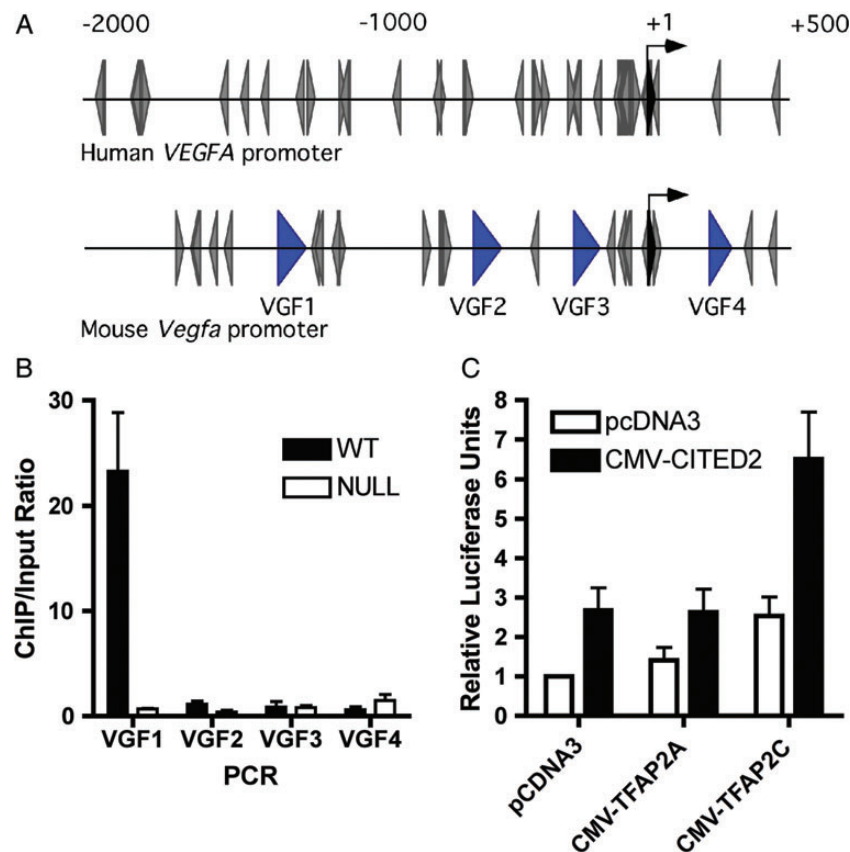 A
-2000 -1000 +1 +500
Human VEGFA promoter
VGF1 VGF2 VGF3 VGF4
Mouse Vegfa promoter
B
30
20
10
0
ChIP/Input Ratio
WT
NULL
VGF1 VGF2 VGF3 VGF4
PCR
C
8
7
6
5
4
3
2
1
0
Relative Luciferase Units
pcDNA3
CMV-CITED2
pCDNA3
CMV-TFAP2A
CMV-TFAP2C